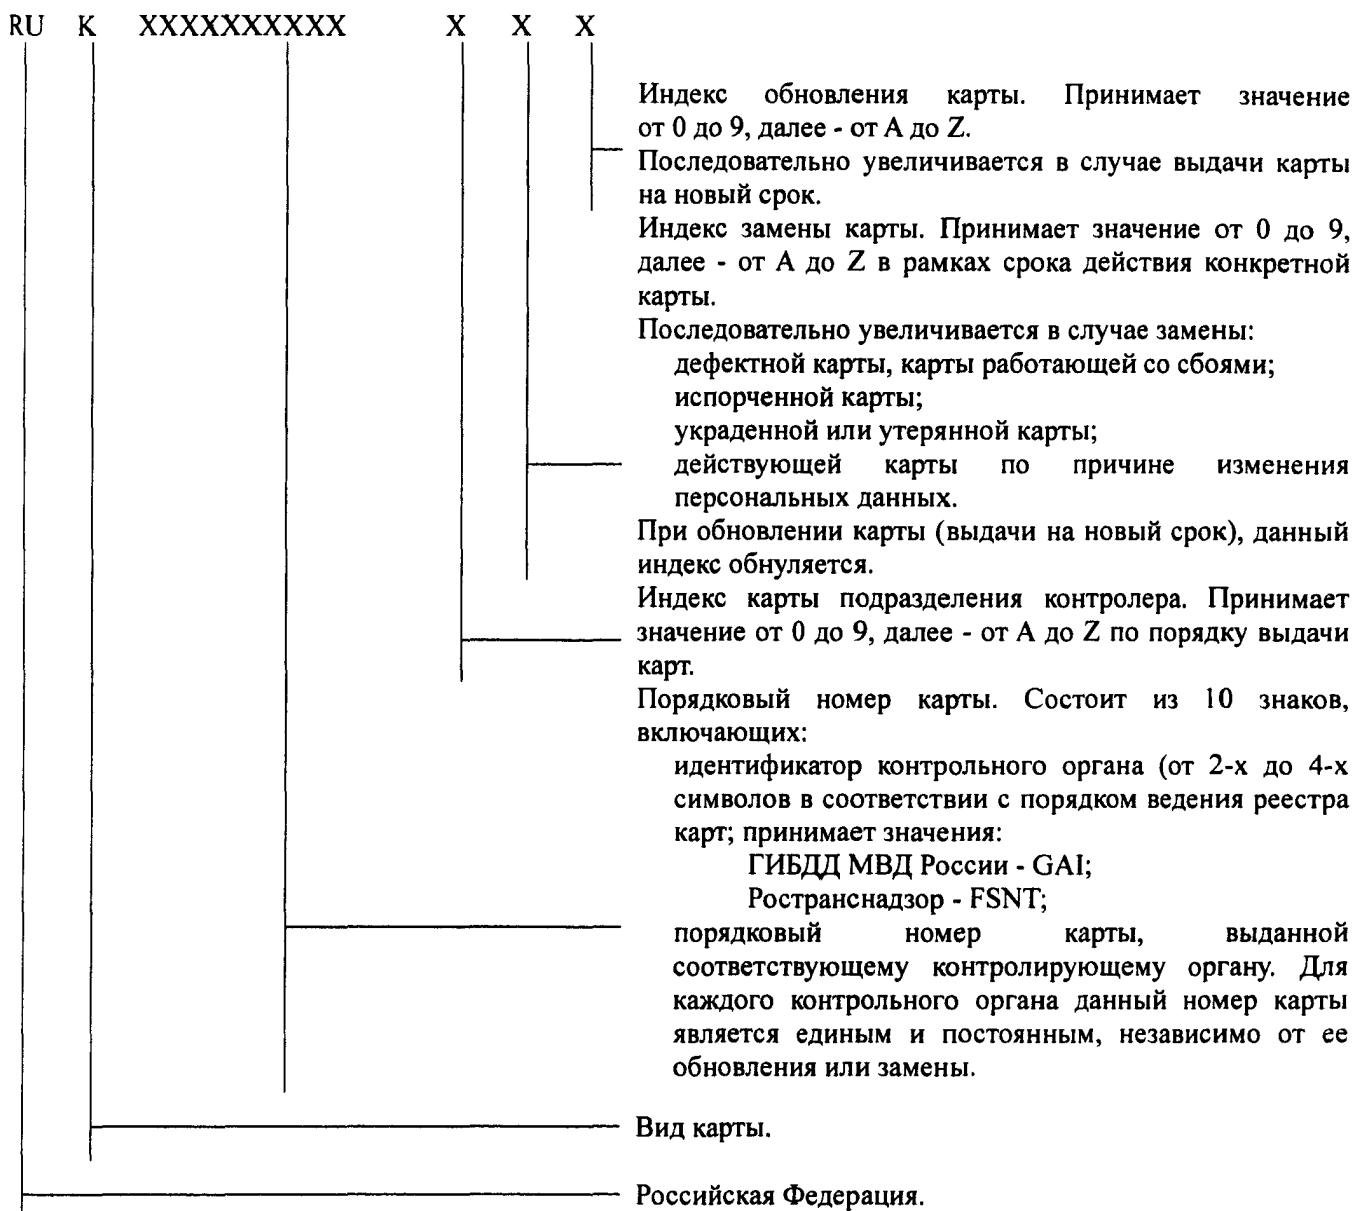 RU K XXXXXXXXXX X X X
Индекс обновления карты. Принимает значение
от 0 до 9, далее - от A до Z.
Последовательно увеличивается в случае выдачи карты
на новый срок.
Индекс замены карты. Принимает значение от 0 до 9,
далее - от A до Z в рамках срока действия конкретной
карты.
Последовательно увеличивается в случае замены:
дефектной карты, карты работающей со сбоями;
испорченной карты;
украденной или утерянной карты;
действующей карты по причине изменения
персональных данных.
При обновлении карты (выдачи на новый срок), данный
индекс обнуляется.
Индекс карты подразделения контролера. Принимает
значение от 0 до 9, далее - от A до Z по порядку выдачи
карт.
Порядковый номер карты. Состоит из 10 знаков,
включающих:
идентификатор контрольного органа (от 2-х до 4-х
символов в соответствии с порядком ведения реестра
карт; принимает значения:
ГИБДД МВД России - GAI;
Ространснадзор - FSNT;
порядковый номер карты, выданной
соответствующему контролирующему органу. Для
каждого контрольного органа данный номер карты
является единым и постоянным, независимо от ее
обновления или замены.
Вид карты.
Российская Федерация.